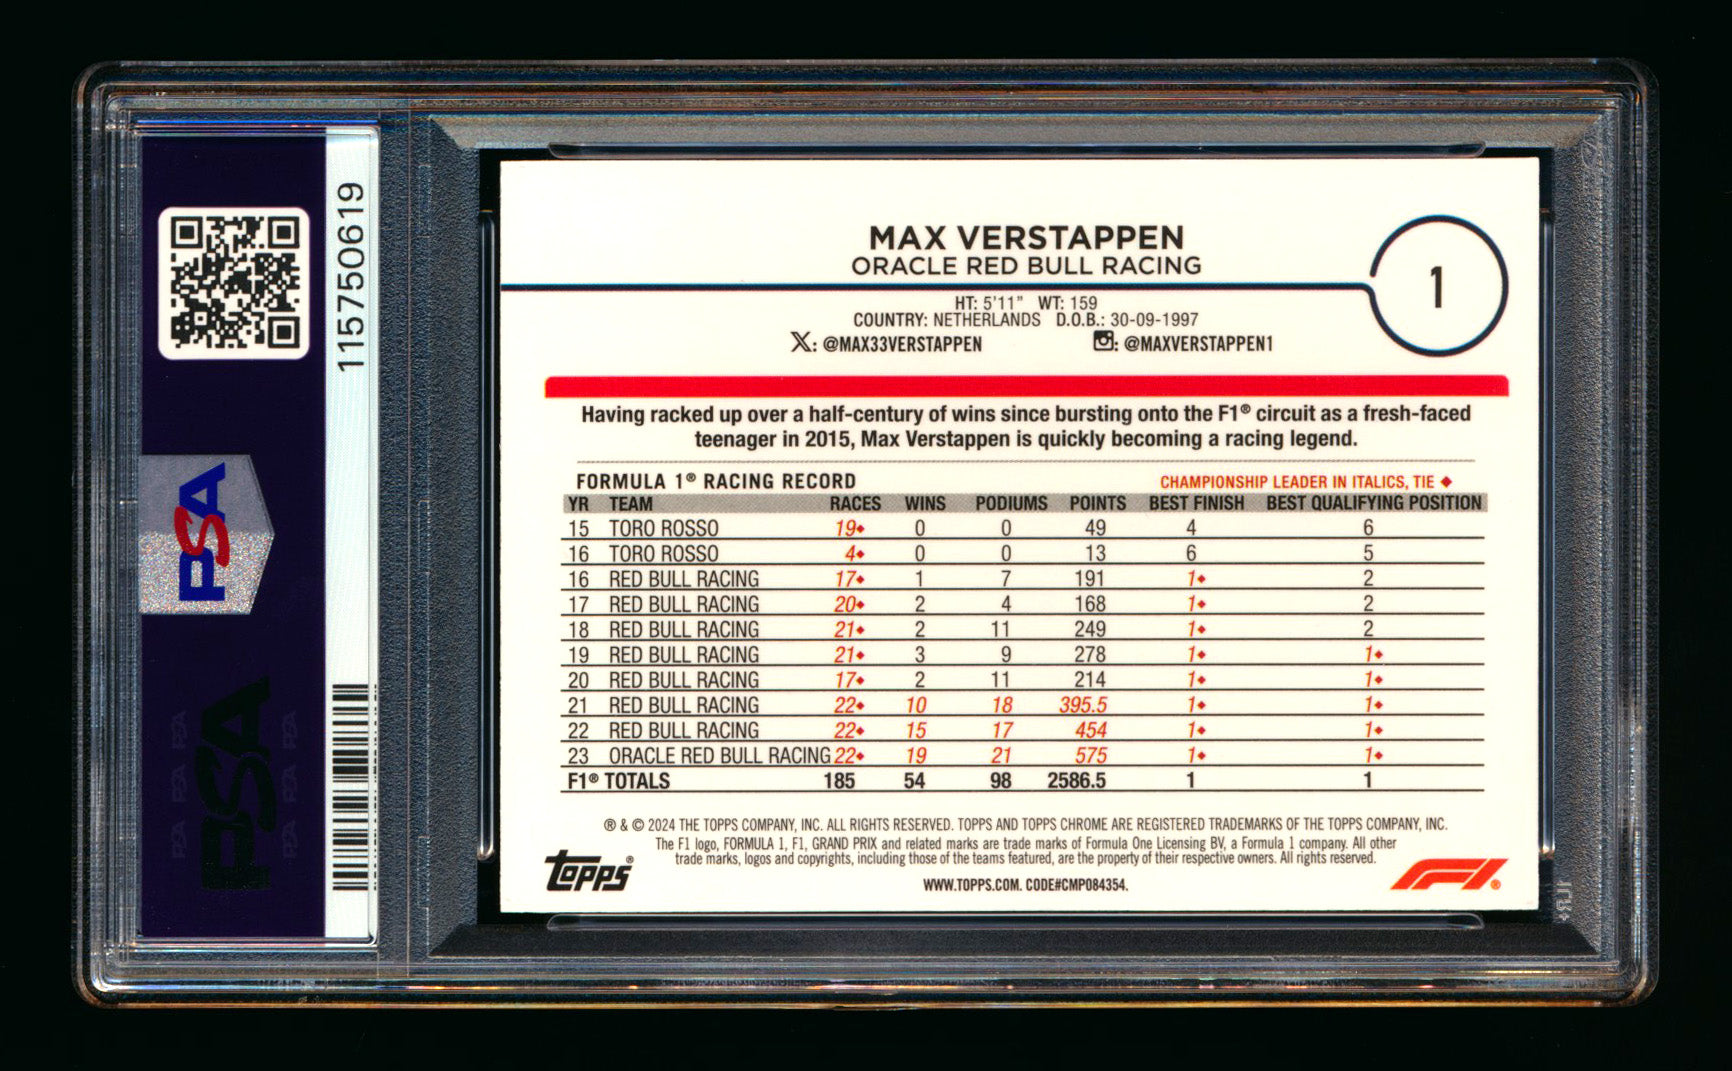 115750619
PSA
PSA
MAX VERSTAPPEN
ORACLE RED BULL RACING
1
HT: 5'11" WT: 159
COUNTRY: NETHERLANDS D.O.B.: 30-09-1997
X: @MAX33VERSTAPPEN : @MAXVERSTAPPEN1
Having racked up over a half-century of wins since bursting onto the F1® circuit as a fresh-faced
teenager in 2015, Max Verstappen is quickly becoming a racing legend.
FORMULA 1® RACING RECORD CHAMPIONSHIP LEADER IN ITALICS, TIE ♦
YR TEAM RACES WINS PODIUMS POINTS BEST FINISH BEST QUALIFYING POSITION
15 TORO ROSSO 19♦ 0 0 49 4 6
16 TORO ROSSO 4♦ 0 0 13 6 5
16 RED BULL RACING 17♦ 1 7 191 1♦ 2
17 RED BULL RACING 20♦ 2 4 168 1♦ 2
18 RED BULL RACING 21♦ 2 11 249 1♦ 2
19 RED BULL RACING 21♦ 3 9 278 1♦ 1♦
20 RED BULL RACING 17♦ 2 11 214 1♦ 1♦
21 RED BULL RACING 22♦ 10 18 395.5 1♦ 1♦
22 RED BULL RACING 22♦ 15 17 454 1♦ 1♦
23 ORACLE RED BULL RACING 22♦ 19 21 575 1♦ 1♦
F1® TOTALS 185 54 98 2586.5 1 1
® & © 2024 THE TOPPS COMPANY, INC. ALL RIGHTS RESERVED. TOPPS AND TOPPS CHROME ARE REGISTERED TRADEMARKS OF THE TOPPS COMPANY, INC.
The F1 logo, FORMULA 1, F1, GRAND PRIX and related marks are trade marks of Formula One Licensing BV, a Formula 1 company. All other
trade marks, logos and copyrights, including those of the teams featured, are the property of their respective owners. All rights reserved.
WWW.TOPPS.COM. CODE#CMP084354.
topps®
F1®